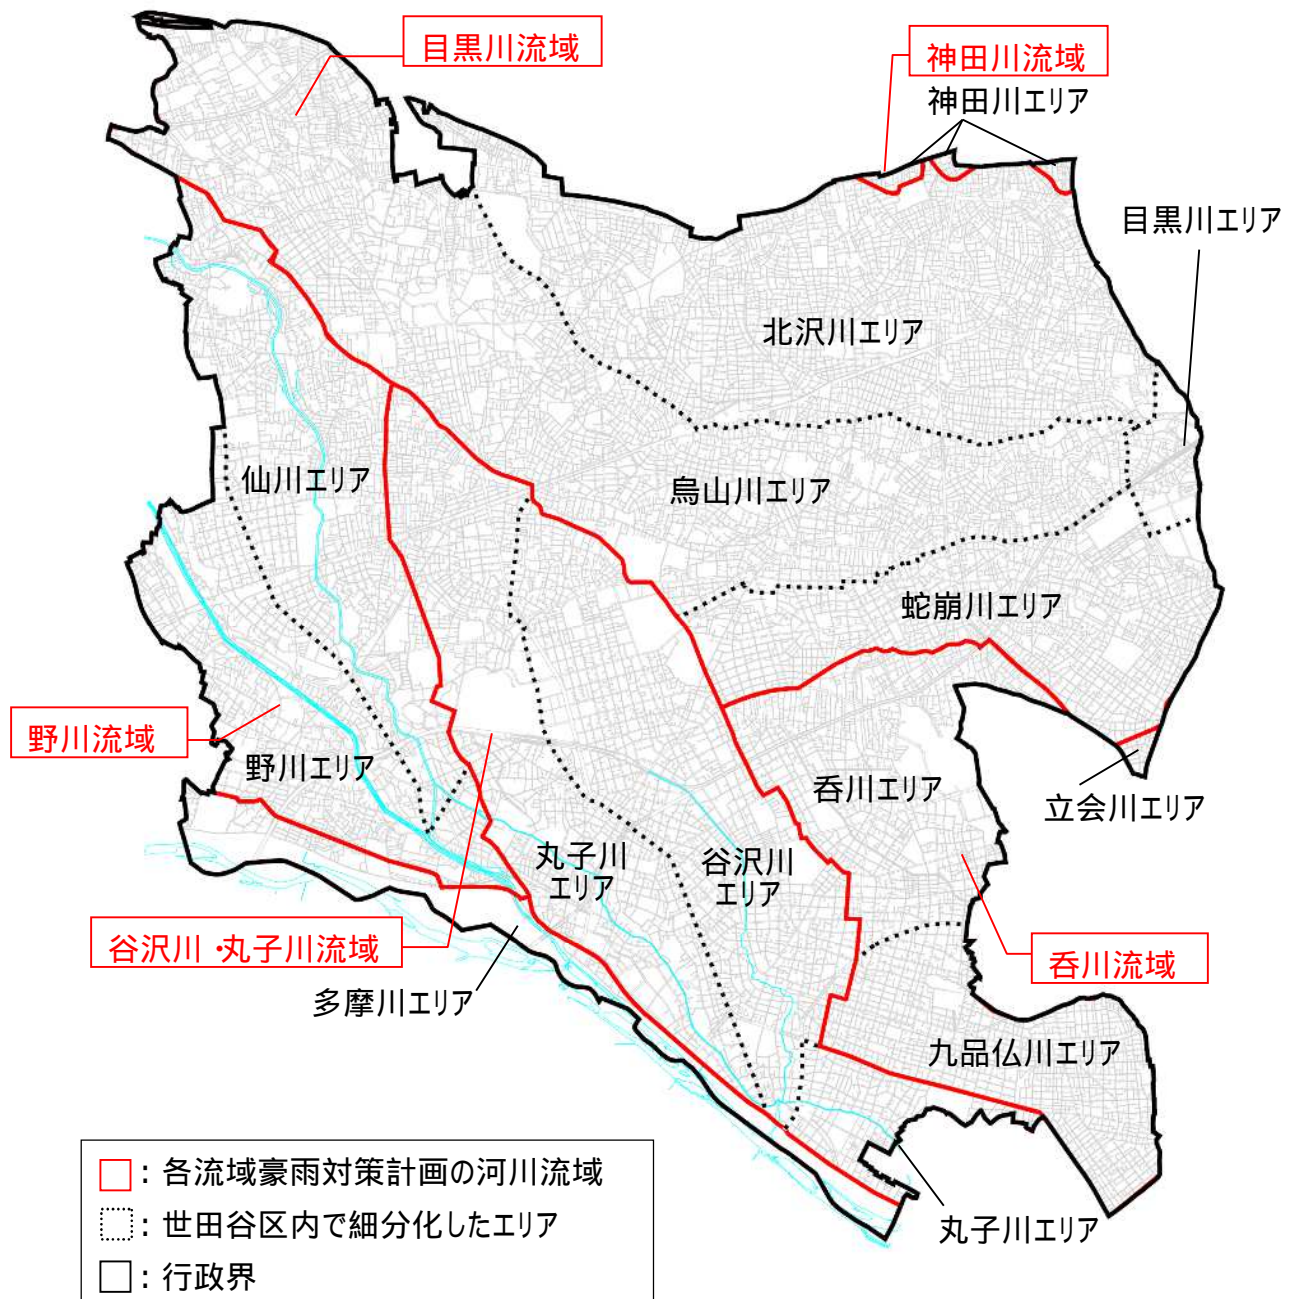 目黒川流域
神田川流域
神田川エリア
目黒川エリア
北沢川エリア
仙川エリア
烏山川エリア
蛇崩川エリア
野川流域
野川エリア
呑川エリア
立会川エリア
丸子川
エリア
谷沢川
エリア
谷沢川・丸子川流域
呑川流域
多摩川エリア
九品仏川エリア
丸子川エリア
：各流域豪雨対策計画の河川流域
：世田谷区内で細分化したエリア
：行政界